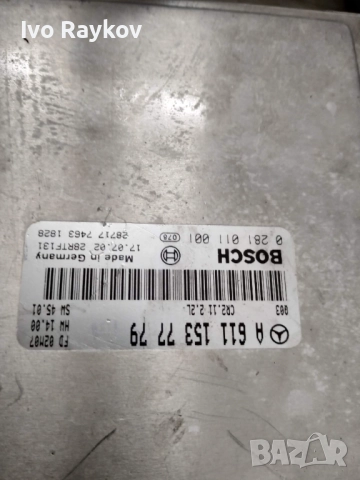 Ivo Raykov
A 611 153 77 79
003 CR2.11.2.2L
FD 02M07
HW 14.00
SW 45.01
BOSCH
0 281 011 001 078
Made in Germany
17.07.02 28RTF131
28717 7463 1828
BAZAR